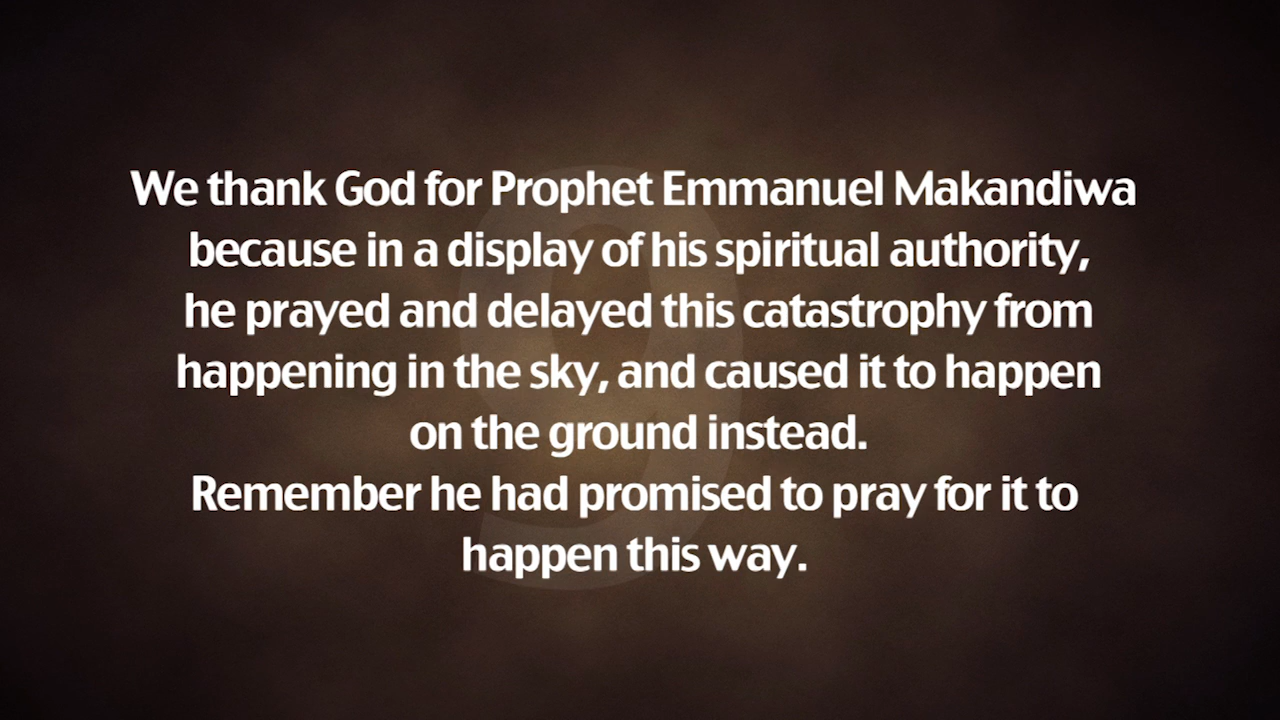 We thank God for Prophet Emmanuel Makandiwa
because in a display of his spiritual authority,
he prayed and delayed this catastrophy from
happening in the sky, and caused it to happen
on the ground instead.
Remember he had promised to pray for it to
happen this way.
9